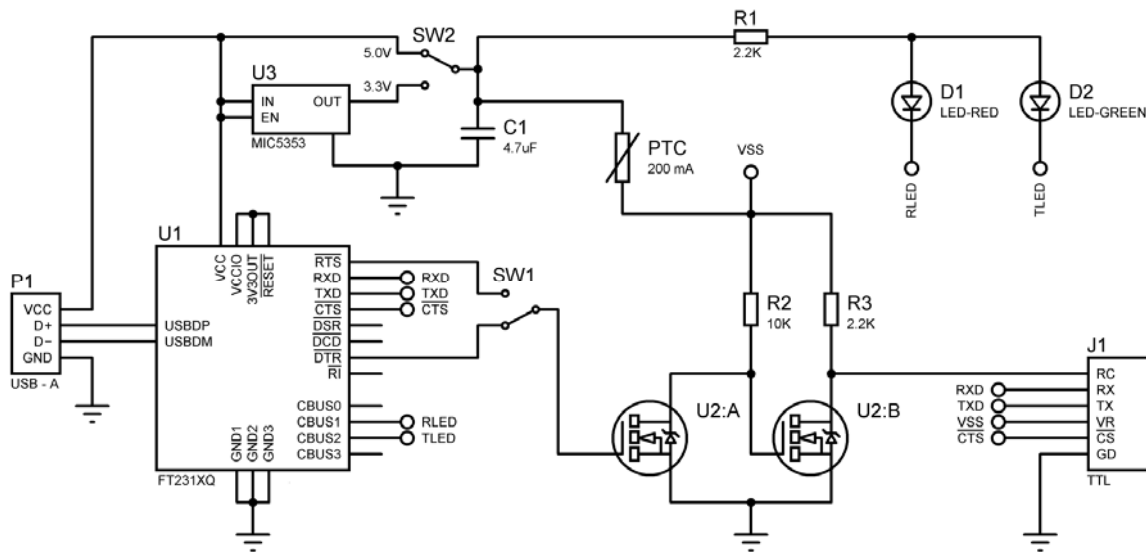 R1
2.2K
SW2
5.0V
3.3V
U3
IN
OUT
EN
MIC5353
C1
4.7uF
PTC
200 mA
VSS
D1
LED-RED
D2
LED-GREEN
RLED
TLED
U1
VCC
VCCIO
3V3OUT
RESET
RTS
RXD
TXD
CTS
DSR
DCD
DTR
RI
CBUS0
CBUS1
CBUS2
CBUS3
USBDP
USBDM
GND1
GND2
GND3
FT231XQ
RXD
TXD
CTS
RLED
TLED
P1
VCC
D+
D−
GND
USB - A
SW1
R2
10K
R3
2.2K
U2:A
U2:B
J1
RC
RXD RX
TXD TX
VSS VR
CTS CS
GD
TTL